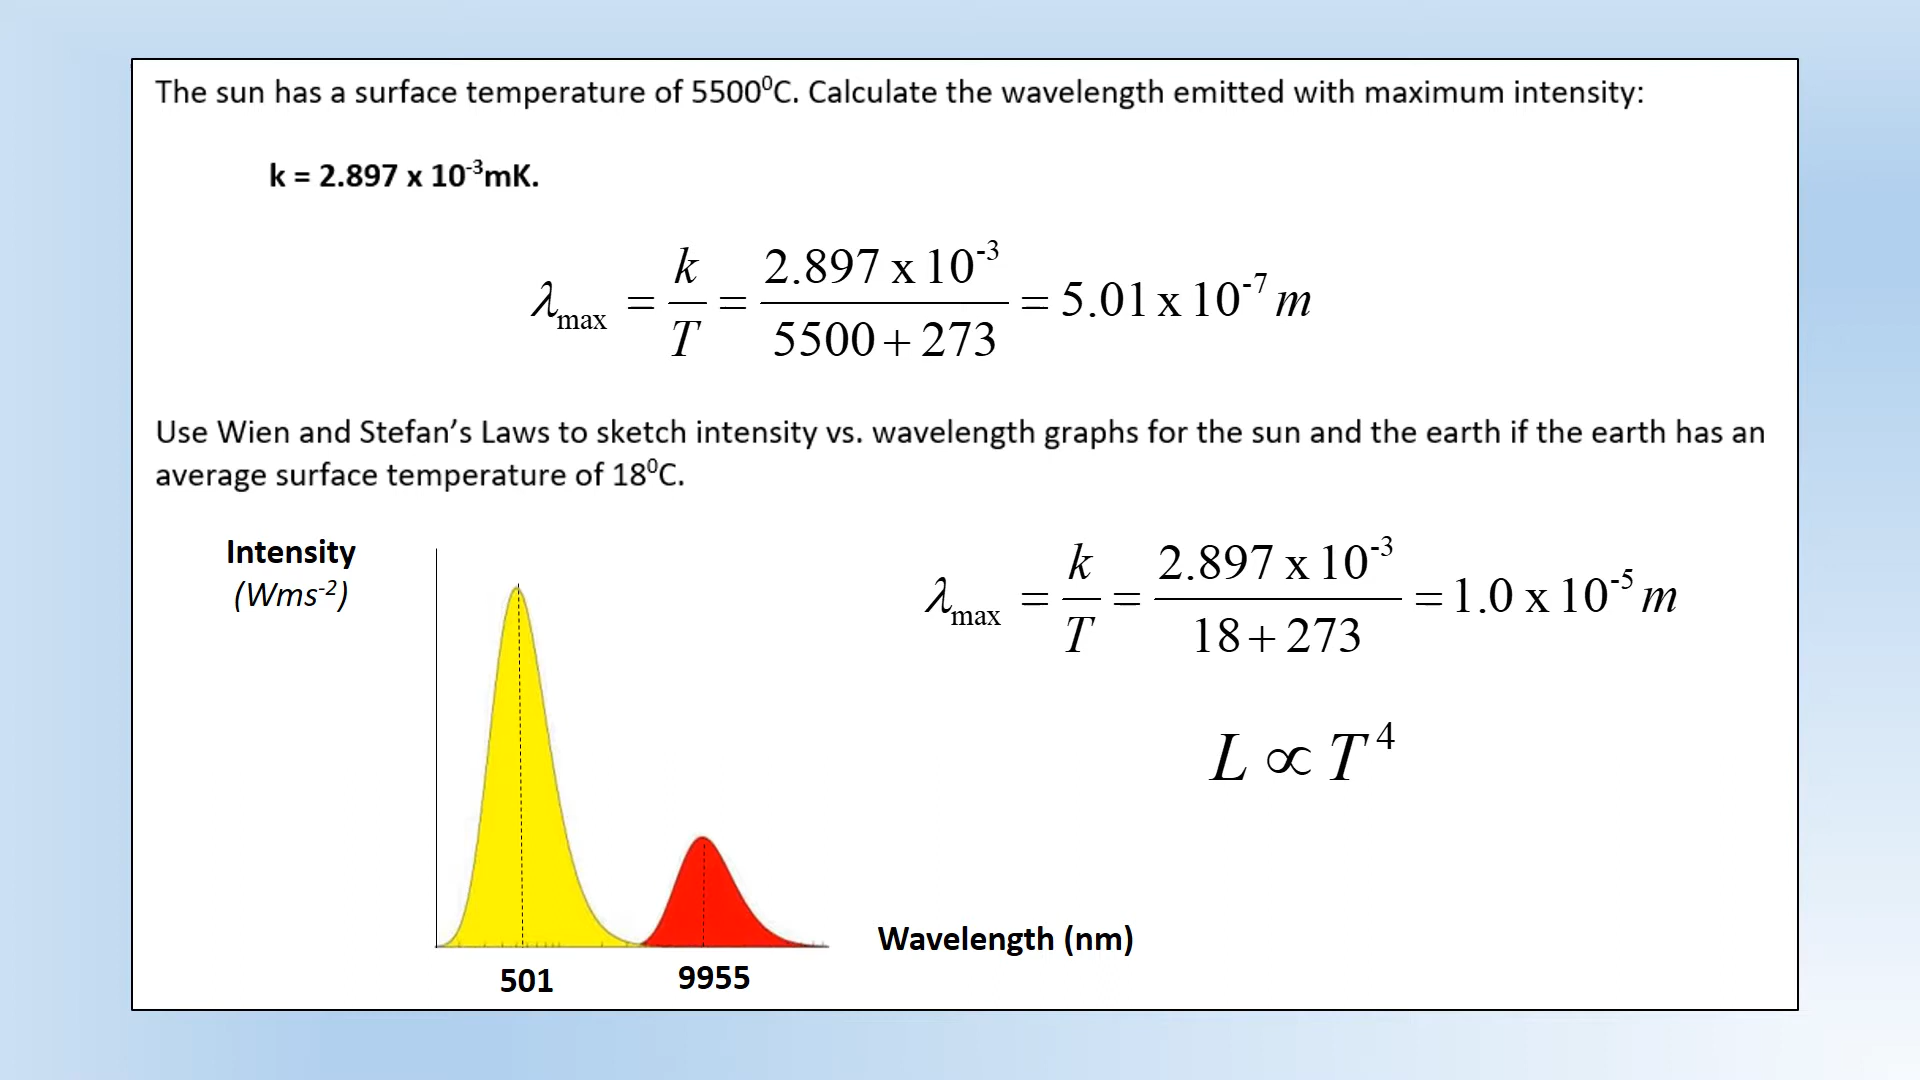 The sun has a surface temperature of 5500⁰C. Calculate the wavelength emitted with maximum intensity:
k = 2.897 x 10⁻³mK.
λmax = k/T = 2.897 x 10⁻³/5500 + 273 = 5.01 x 10⁻⁷ m
Use Wien and Stefan’s Laws to sketch intensity vs. wavelength graphs for the sun and the earth if the earth has an
average surface temperature of 18⁰C.
Intensity
(Wms⁻²)
λmax = k/T = 2.897 x 10⁻³/18 + 273 = 1.0 x 10⁻⁵ m
L ∝ T⁴
Wavelength (nm)
501
9955